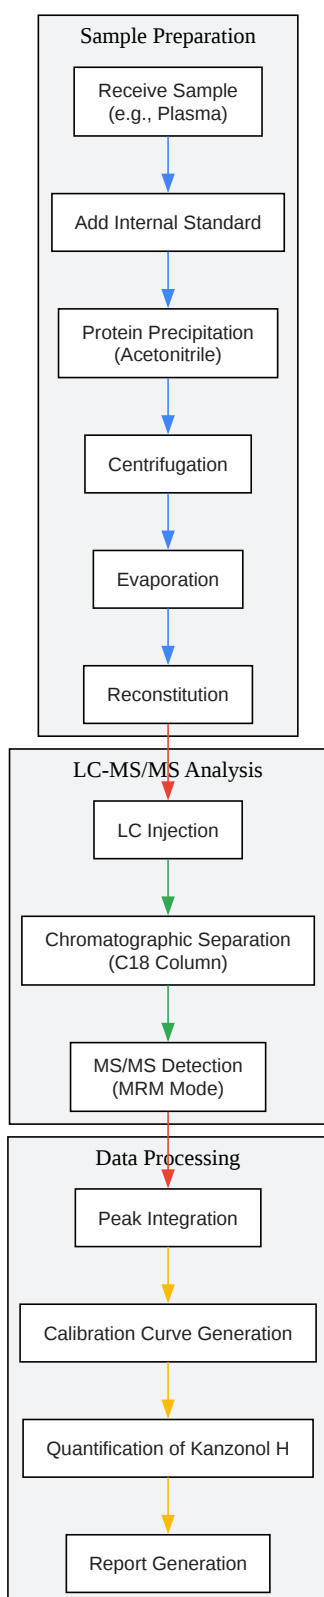 Sample Preparation
Receive Sample
(e.g., Plasma)
Add Internal Standard
Protein Precipitation
(Acetonitrile)
Centrifugation
Evaporation
Reconstitution
LC-MS/MS Analysis
LC Injection
Chromatographic Separation
(C18 Column)
MS/MS Detection
(MRM Mode)
Data Processing
Peak Integration
Calibration Curve Generation
Quantification of Kanzonol H
Report Generation